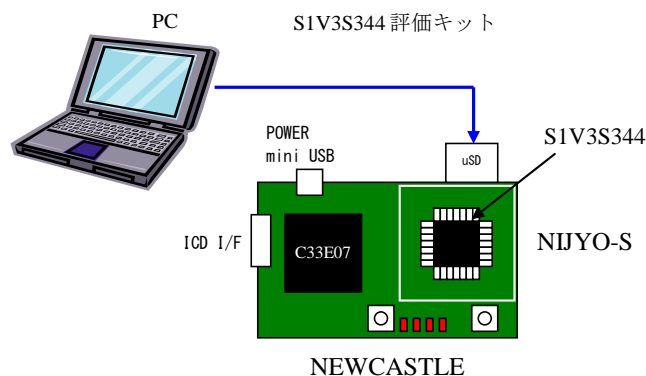 PC
S1V3S344 評価キット
POWER
mini USB
uSD
S1V3S344
ICD I/F
C33E07
NIJYO-S
NEWCASTLE